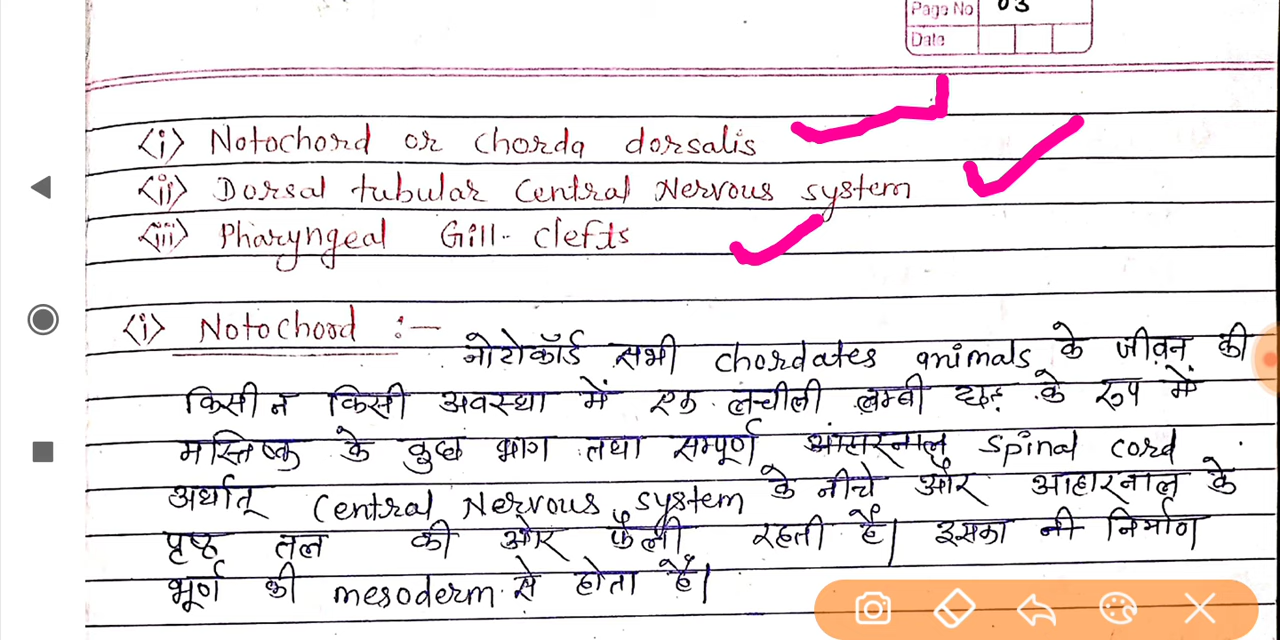 Page No 03
Date
<i> Notochord or chorda dorsalis
<ii> Dorsal tubular Central Nervous system
<iii> Pharyngeal Gill-clefts
<i> Notochord :-
नोटोकॉर्ड सभी chordates animals के जीवन की
किसी न किसी अवस्था में एक लचीली लम्बी छड़ के रूप में
मस्तिष्क के कुछ भाग तथा सम्पूर्ण spinal cord
अर्थात् Central Nervous system के नीचे और आहारनाल के
पृष्ठ तल की ओर फैली रहती है। इसका नी निर्माण
भूर्ण की mesoderm से होता है।